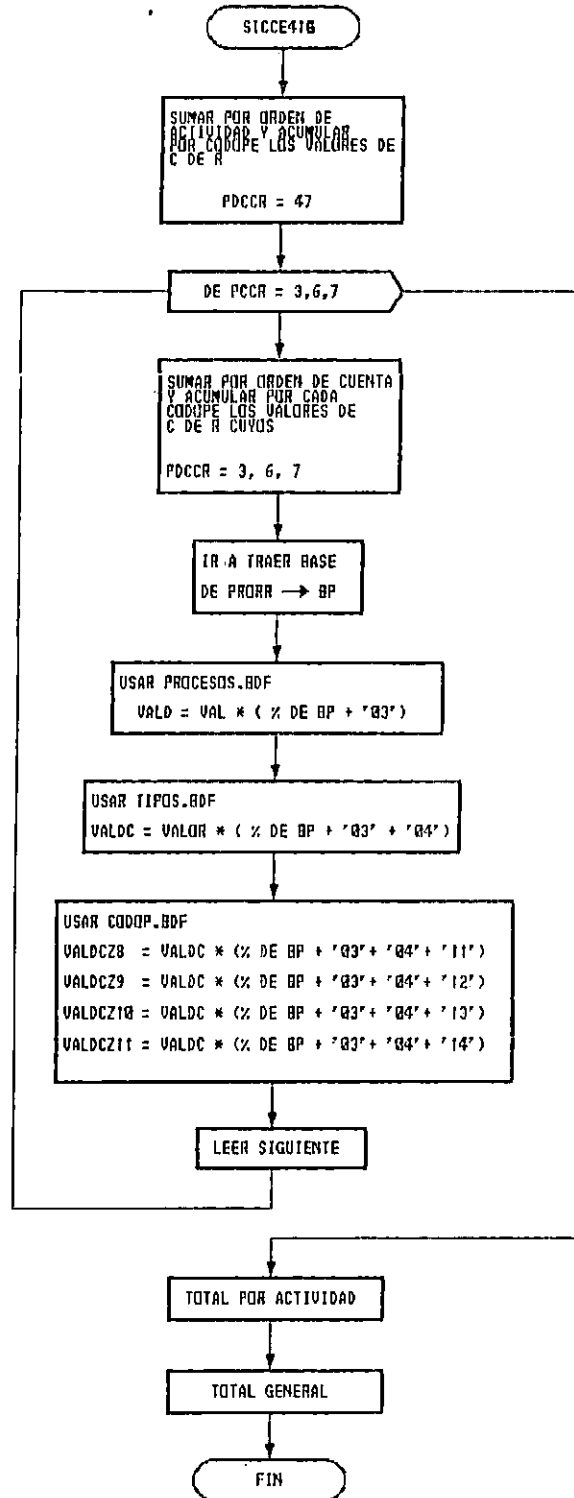 SICCE416
SUMAR POR ORDEN DE
ACTIVIDAD Y ACUMULAR
POR CODOPE LOS VALORES DE
C DE R
PDCCR = 47
DE PCCR = 3,6,7
SUMAR POR ORDEN DE CUENTA
Y ACUMULAR POR CADA
CODOPE LOS VALORES DE
C DE R CUYOS
PDCCR = 3, 6, 7
IR A TRAER BASE
DE PRORR → BP
USAR PROCESOS.BDF
VALD = VAL * ( % DE BP + '03')
USAR TIPOS.BDF
VALDC = VALOR * ( % DE BP + '03' + '04')
USAR CODOP.BDF
VALDCZ8 = VALDC * (% DE BP + '03'+ '04'+ '11')
VALDCZ9 = VALDC * (% DE BP + '03'+ '04'+ '12')
VALDCZ10 = VALDC * (% DE BP + '03'+ '04'+ '13')
VALDCZ11 = VALDC * (% DE BP + '03'+ '04'+ '14')
LEER SIGUIENTE
TOTAL POR ACTIVIDAD
TOTAL GENERAL
FIN